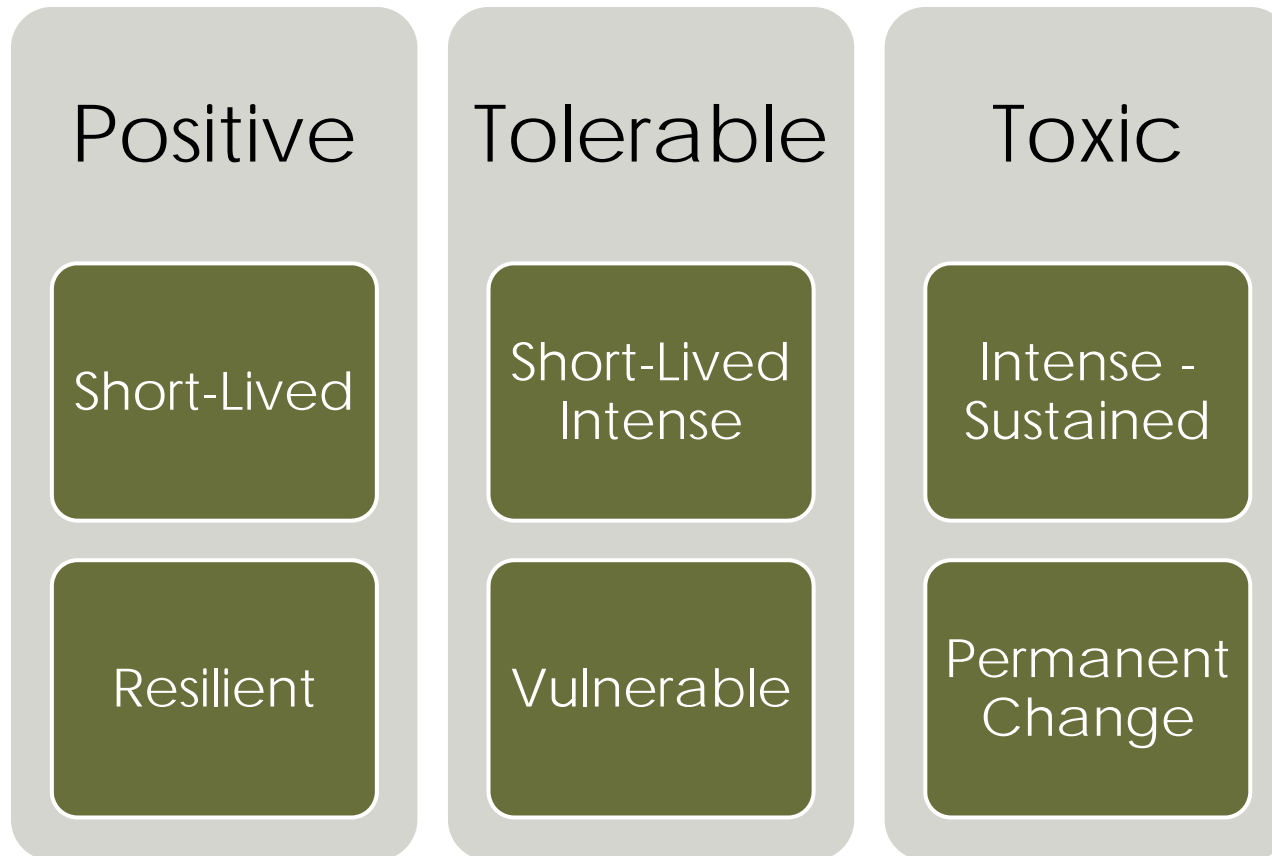 Positive
Short-Lived
Resilient
Tolerable
Short-Lived
Intense
Vulnerable
Toxic
Intense -
Sustained
Permanent
Change